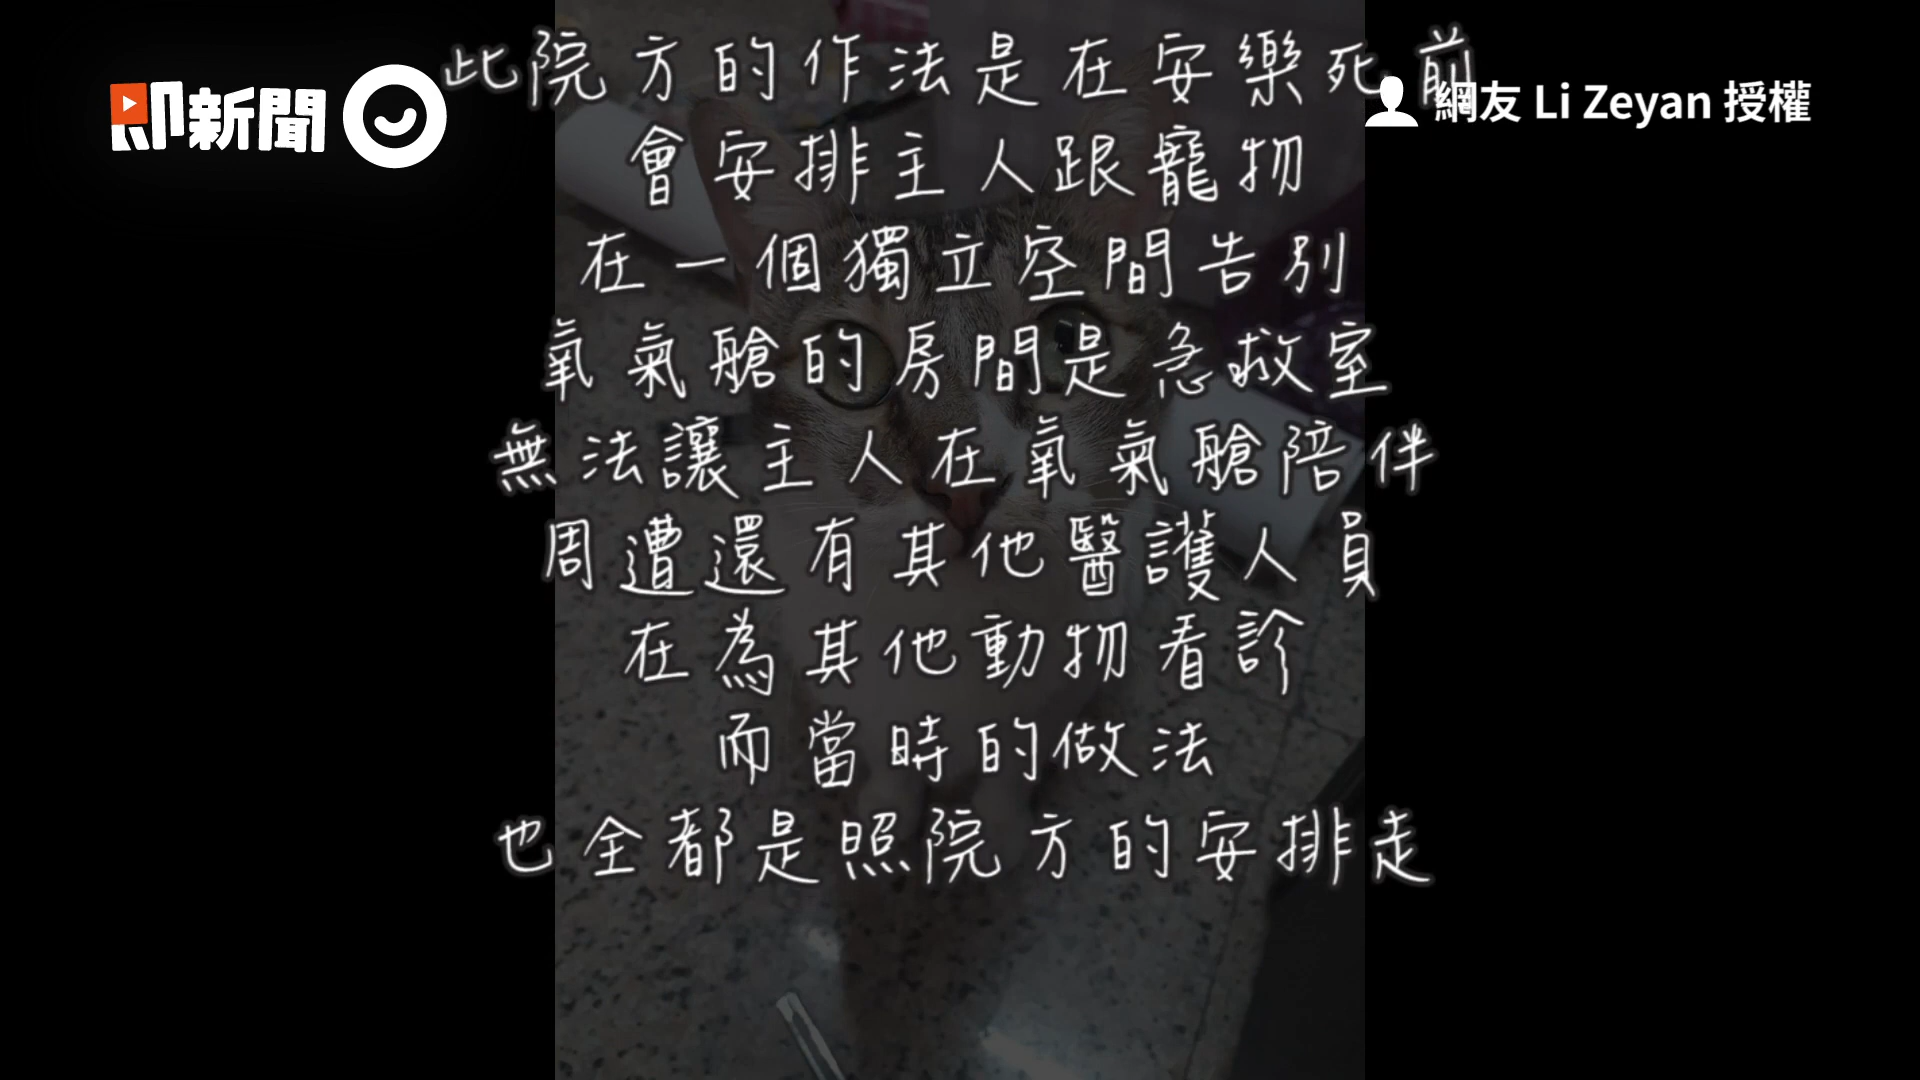 即新聞
網友 Li Zeyan 授權
此院方的作法是在安樂死前
會安排主人跟寵物
在一個獨立空間告別
氧氣艙的房間是急救室
無法讓主人在氧氣艙陪伴
周遭還有其他醫護人員
在為其他動物看診
而當時的做法
也全都是照院方的安排走